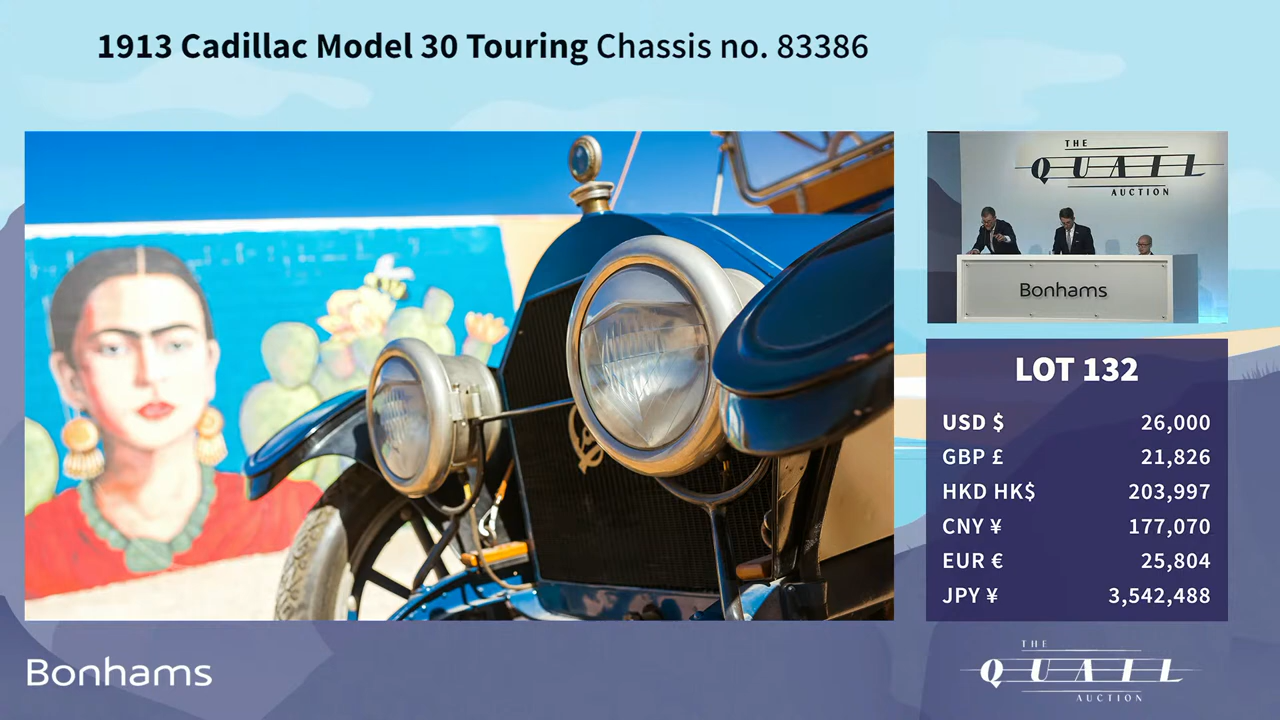 1913 Cadillac Model 30 Touring Chassis no. 83386
THE
QUAIL
AUCTION
Bonhams
LOT 132
USD $ 26,000
GBP £ 21,826
HKD HK$ 203,997
CNY ¥ 177,070
EUR € 25,804
JPY ¥ 3,542,488
Bonhams
THE
QUAIL
AUCTION